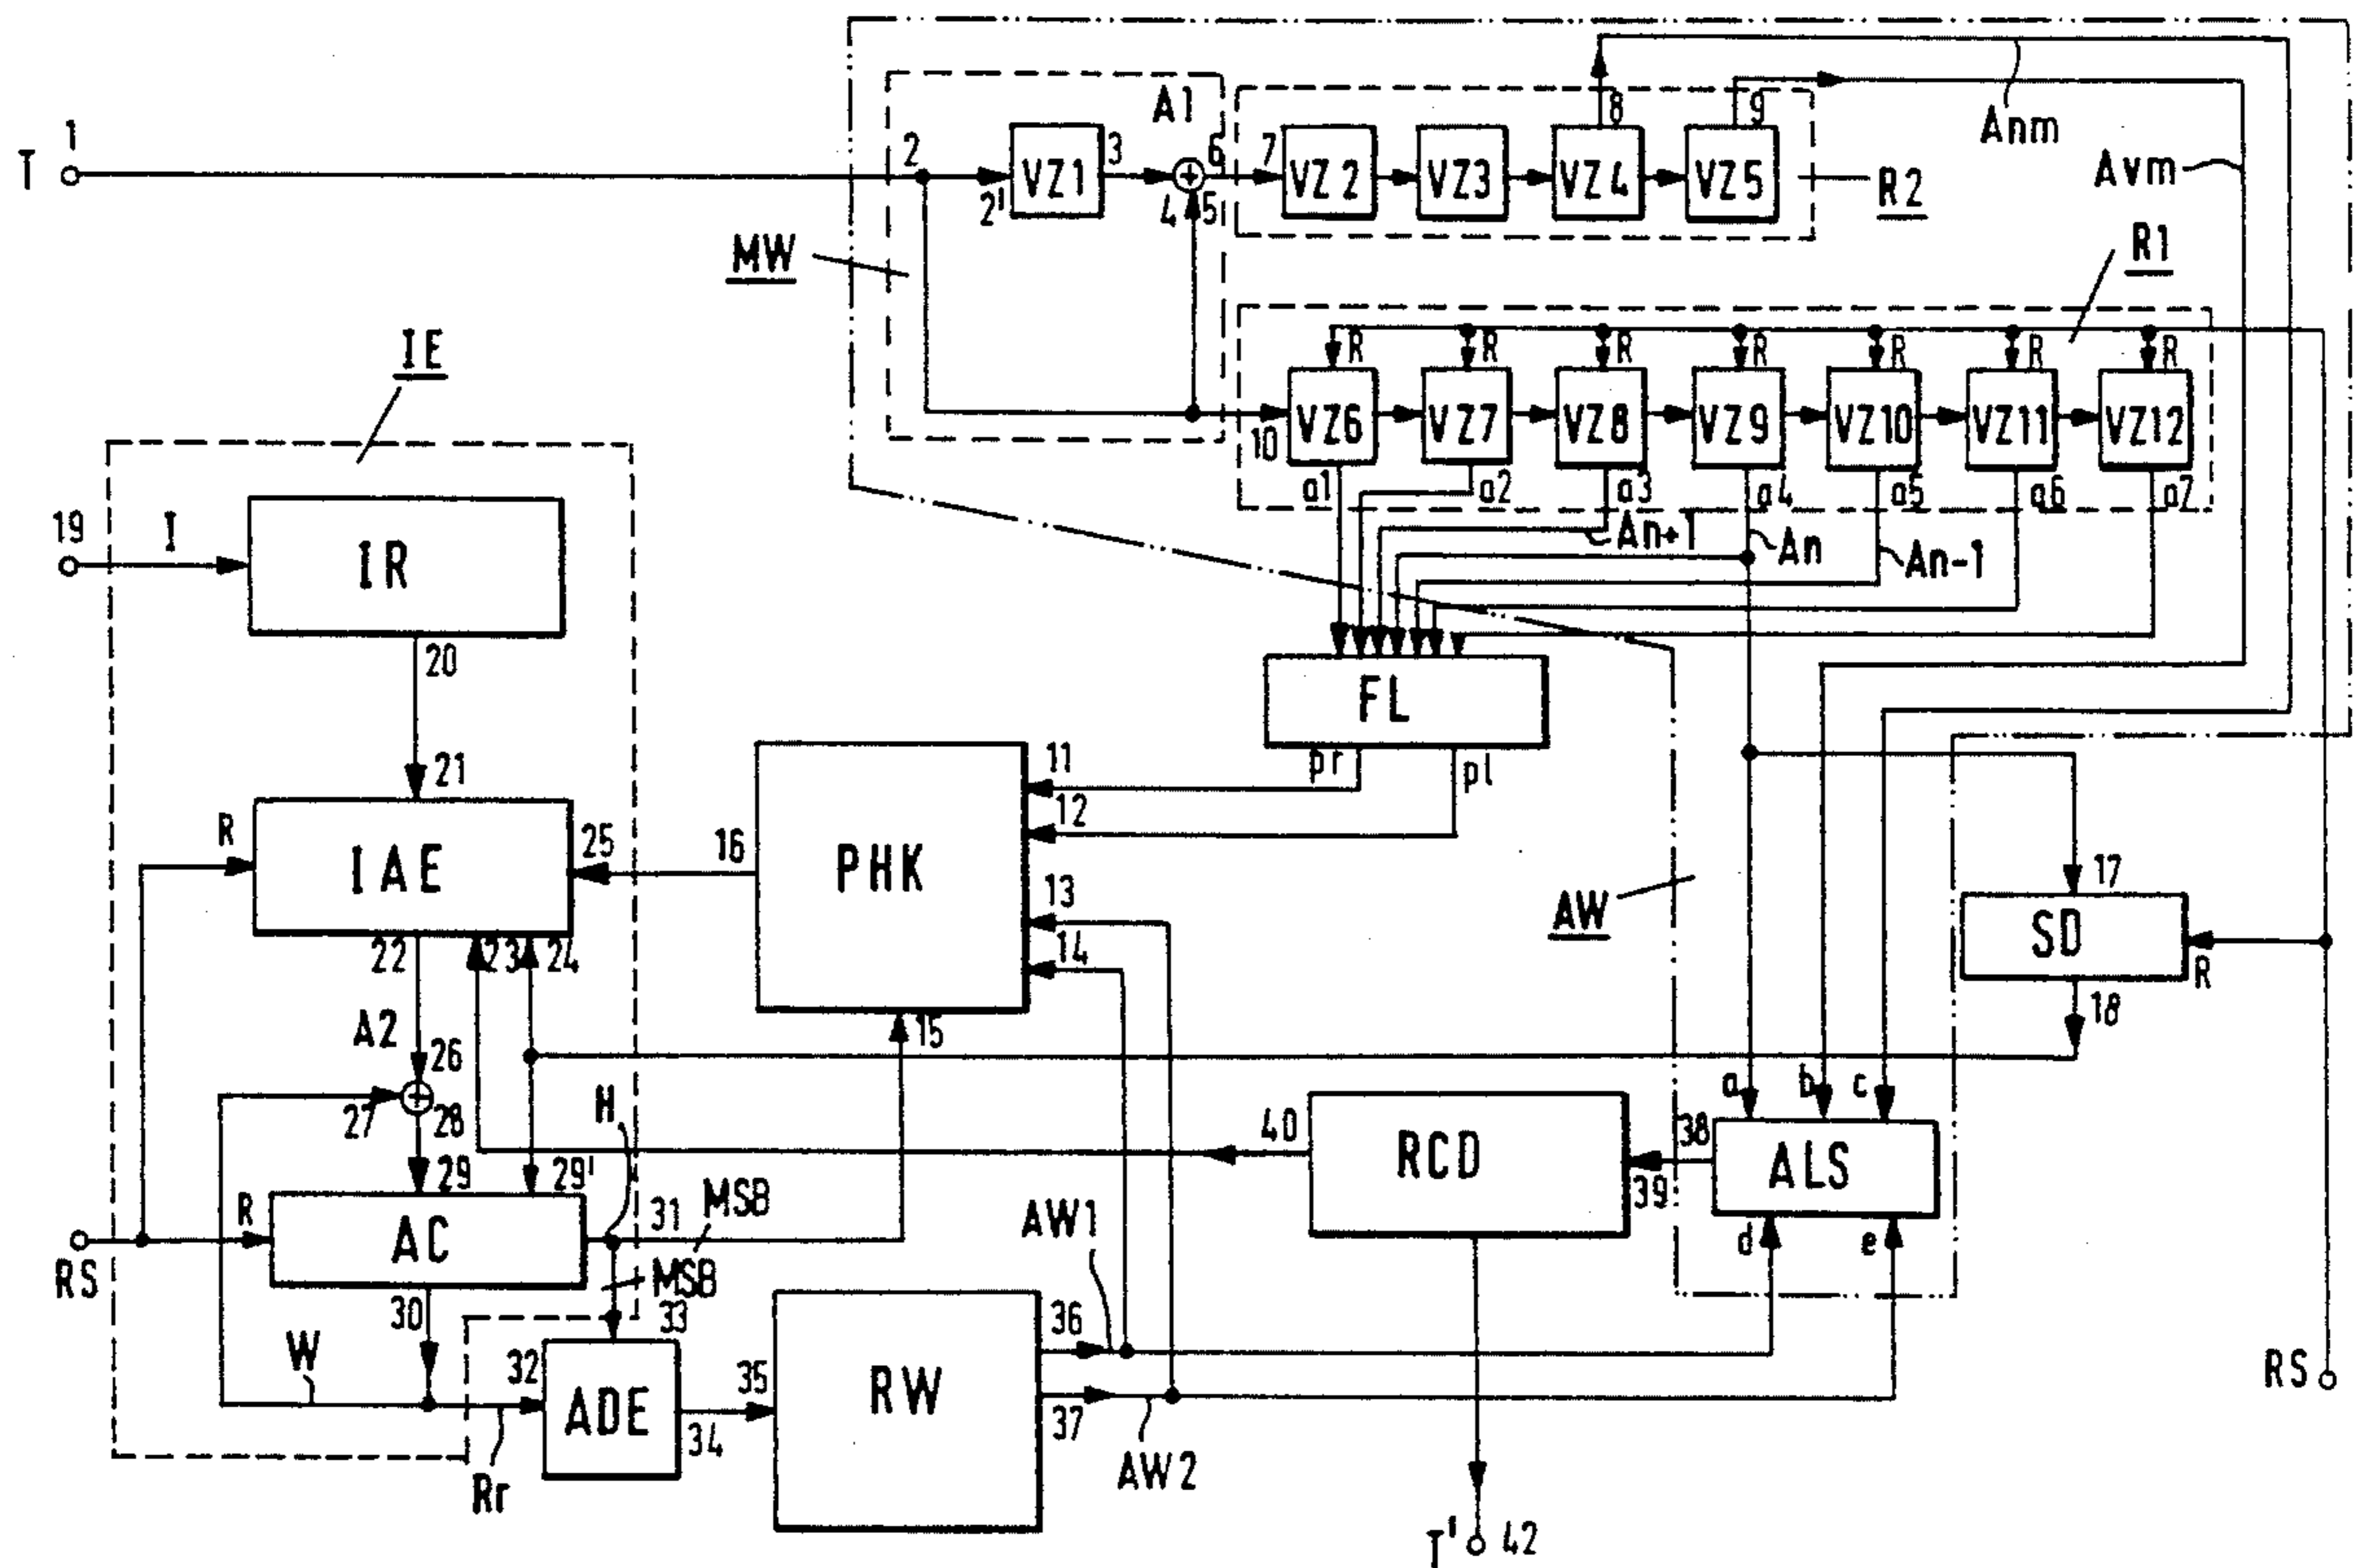 A1
8
9
Anm
1
T
2
2'
VZ1
3
4
5
6
7
VZ2
VZ3
VZ4
VZ5
R2
Avm
MW
R1
IE
R
R
R
R
R
R
R
10
VZ6
VZ7
VZ8
VZ9
VZ10
VZ11
VZ12
a1
a2
a3
a4
a5
a6
a7
An+1
An
An-1
19
I
IR
20
FL
pr
pl
21
R
IAE
25
16
PHK
11
12
13
14
15
AW
17
SD
R
18
22
23
24
A2
26
27
28
H
40
RCD
38
39
a
b
c
ALS
d
e
29
29'
R
AC
31
MSB
MSB
RS
30
33
W
32
ADE
34
Rr
35
RW
36
37
AW1
AW2
RS
T'
42